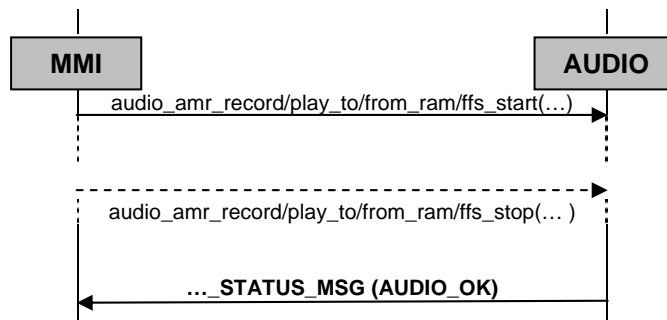 MMI
AUDIO
audio_amr_record/play_to/from_ram/ffs_start(…)
audio_amr_record/play_to/from_ram/ffs_stop(… )
…_STATUS_MSG (AUDIO_OK)